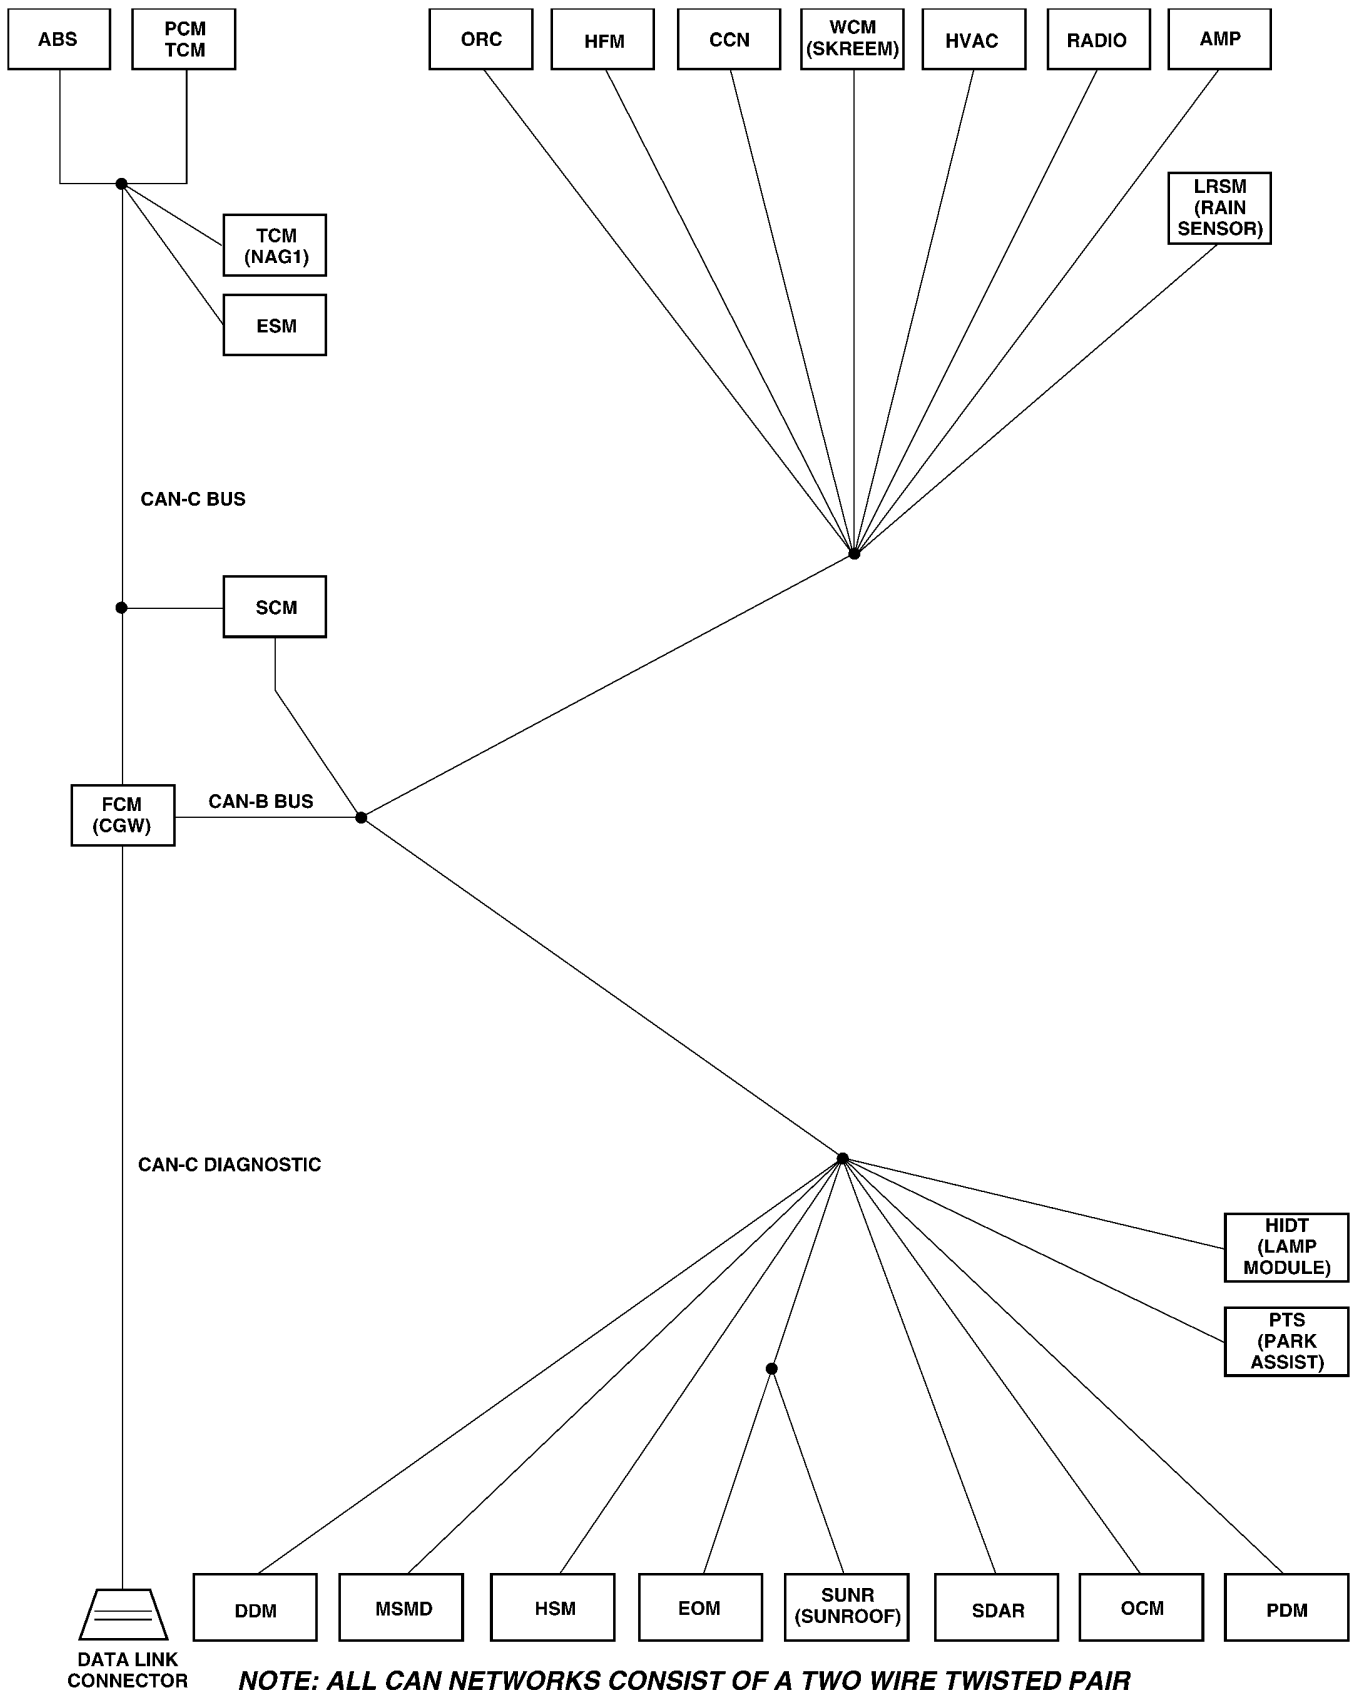 ABS
PCM
TCM
ORC
HFM
CCN
WCM
(SKREEM)
HVAC
RADIO
AMP
LRSM
(RAIN
SENSOR)
TCM
(NAG1)
ESM
CAN-C BUS
SCM
FCM
(CGW)
CAN-B BUS
CAN-C DIAGNOSTIC
HIDT
(LAMP
MODULE)
PTS
(PARK
ASSIST)
DDM
MSMD
HSM
EOM
SUNR
(SUNROOF)
SDAR
OCM
PDM
DATA LINK
CONNECTOR
NOTE: ALL CAN NETWORKS CONSIST OF A TWO WIRE TWISTED PAIR